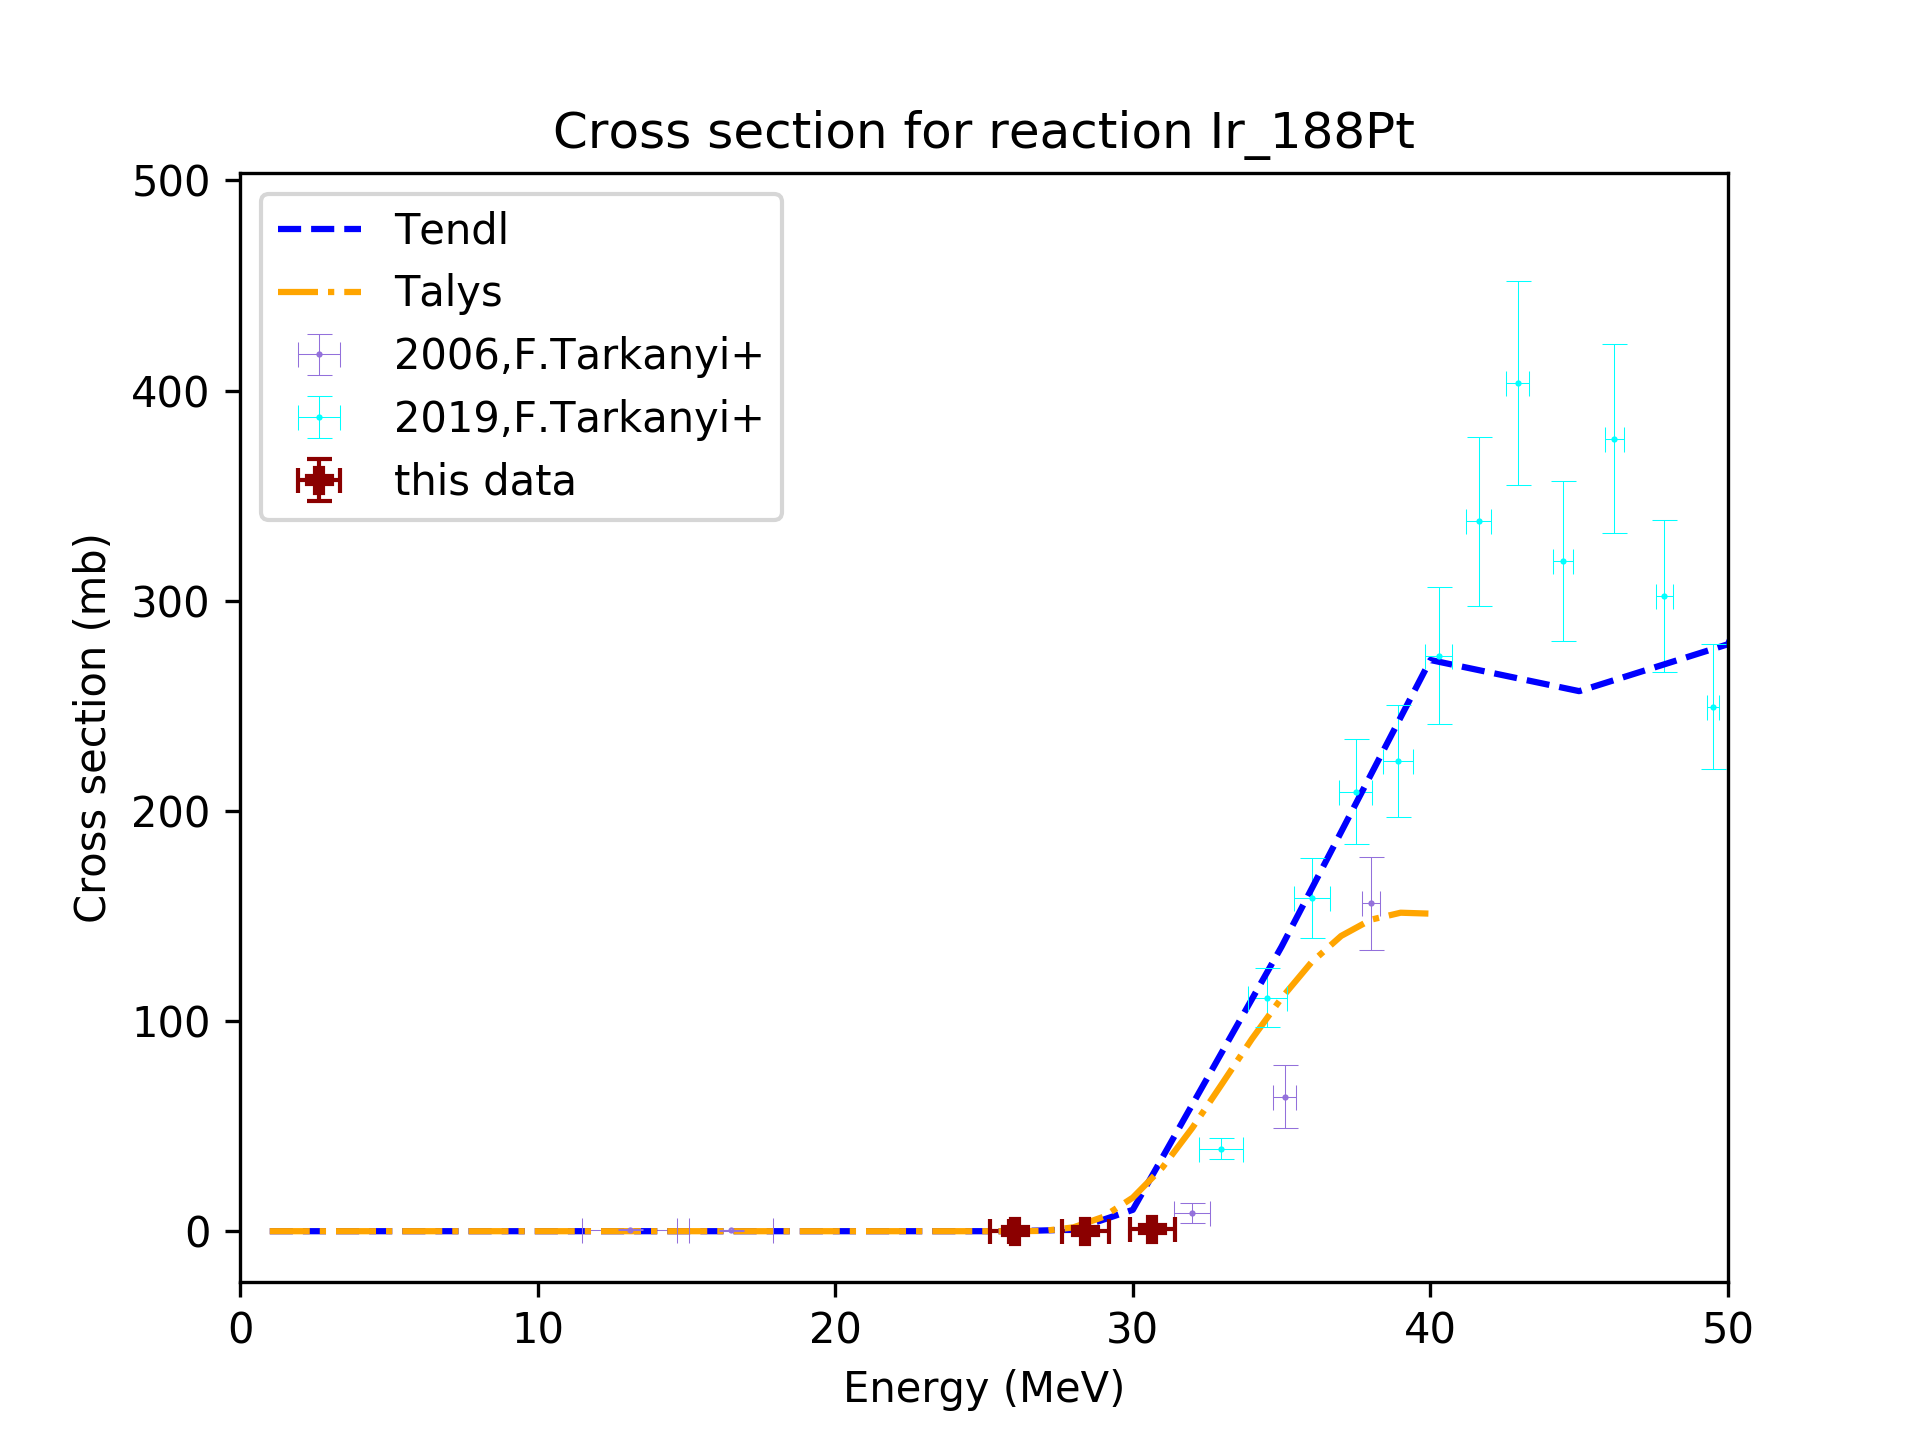 Cross section for reaction Ir_188Pt
Cross section (mb)
500
400
300
200
100
0
Tendl
Talys
2006,F.Tarkanyi+
2019,F.Tarkanyi+
this data
0 10 20 30 40 50
Energy (MeV)